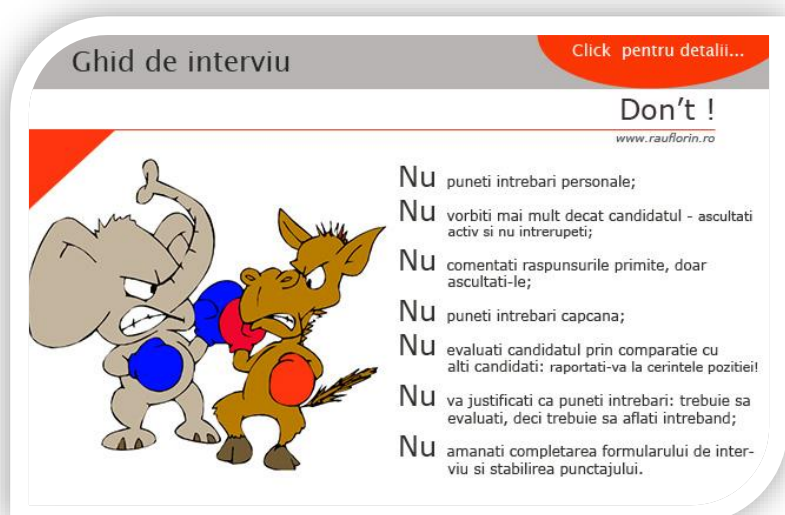 Ghid de interviu
Click pentru detalii...
Don't !
www.rauflorin.ro
Nu puneti intrebari personale;
Nu vorbiti mai mult decat candidatul - ascultati
activ si nu intrerupeti;
Nu comentati raspunsurile primite, doar
ascultati-le;
Nu puneti intrebari capcana;
Nu evaluati candidatul prin comparatie cu
alti candidati: raportati-va la cerintele pozitiei!
Nu va justificati ca puneti intrebari: trebuie sa
evaluati, deci trebuie sa aflati intreband;
Nu amanati completarea formularului de inter-
viu si stabilirea punctajului.